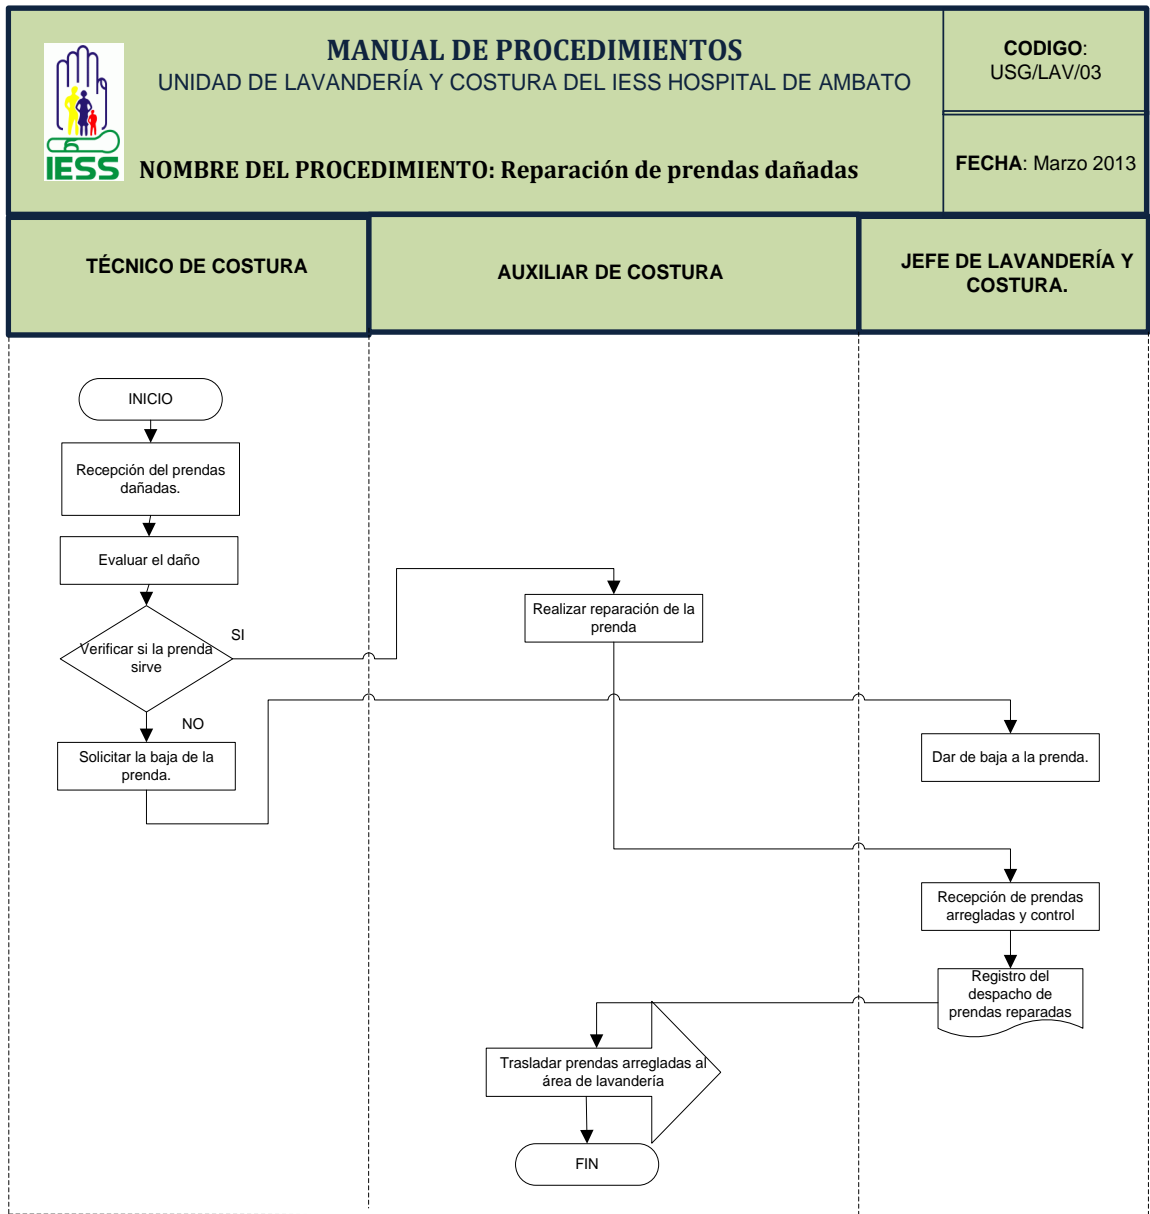 MANUAL DE PROCEDIMIENTOS
UNIDAD DE LAVANDERÍA Y COSTURA DEL IESS HOSPITAL DE AMBATO
CODIGO:
USG/LAV/03
IESS
NOMBRE DEL PROCEDIMIENTO: Reparación de prendas dañadas
FECHA: Marzo 2013
TÉCNICO DE COSTURA
AUXILIAR DE COSTURA
JEFE DE LAVANDERÍA Y
COSTURA.
INICIO
Recepción del prendas
dañadas.
Evaluar el daño
Verificar si la prenda
sirve
SI
NO
Solicitar la baja de la
prenda.
Realizar reparación de la
prenda
Dar de baja a la prenda.
Recepción de prendas
arregladas y control
Registro del
despacho de
prendas reparadas
Trasladar prendas arregladas al
área de lavandería
FIN